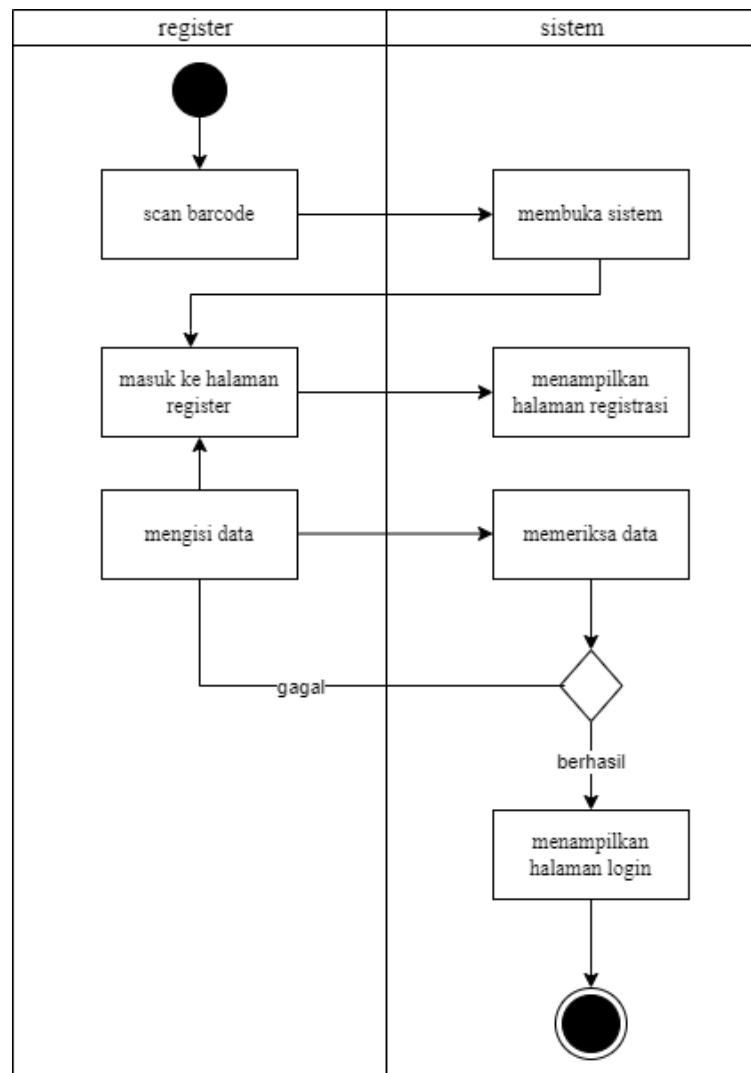 register
sistem
scan barcode
membuka sistem
masuk ke halaman
register
menampilkan
halaman registrasi
mengisi data
memeriksa data
gagal
berhasil
menampilkan
halaman login